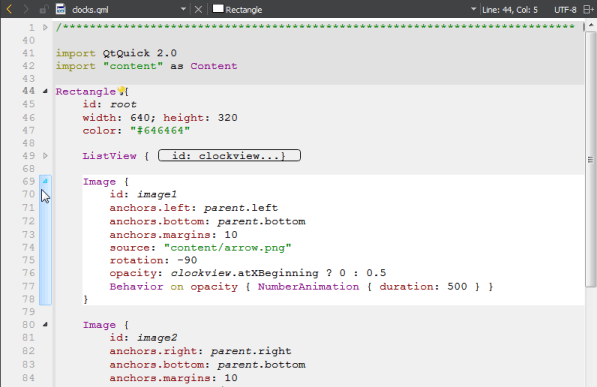 clocks.qml Rectangle Line: 44, Col: 5 UTF-8
1 /******************************************************************************
40
41 import QtQuick 2.0
42 import "content" as Content
43
44 Rectangle {
45 id: root
46 width: 640; height: 320
47 color: "#646464"
48
49 ListView { id: clockview...}
68
69 Image {
70 id: image1
71 anchors.left: parent.left
72 anchors.bottom: parent.bottom
73 anchors.margins: 10
74 source: "content/arrow.png"
75 rotation: -90
76 opacity: clockview.atXBeginning ? 0 : 0.5
77 Behavior on opacity { NumberAnimation { duration: 500 } }
78 }
79
80 Image {
81 id: image2
82 anchors.right: parent.right
83 anchors.bottom: parent.bottom
84 anchors.margins: 10